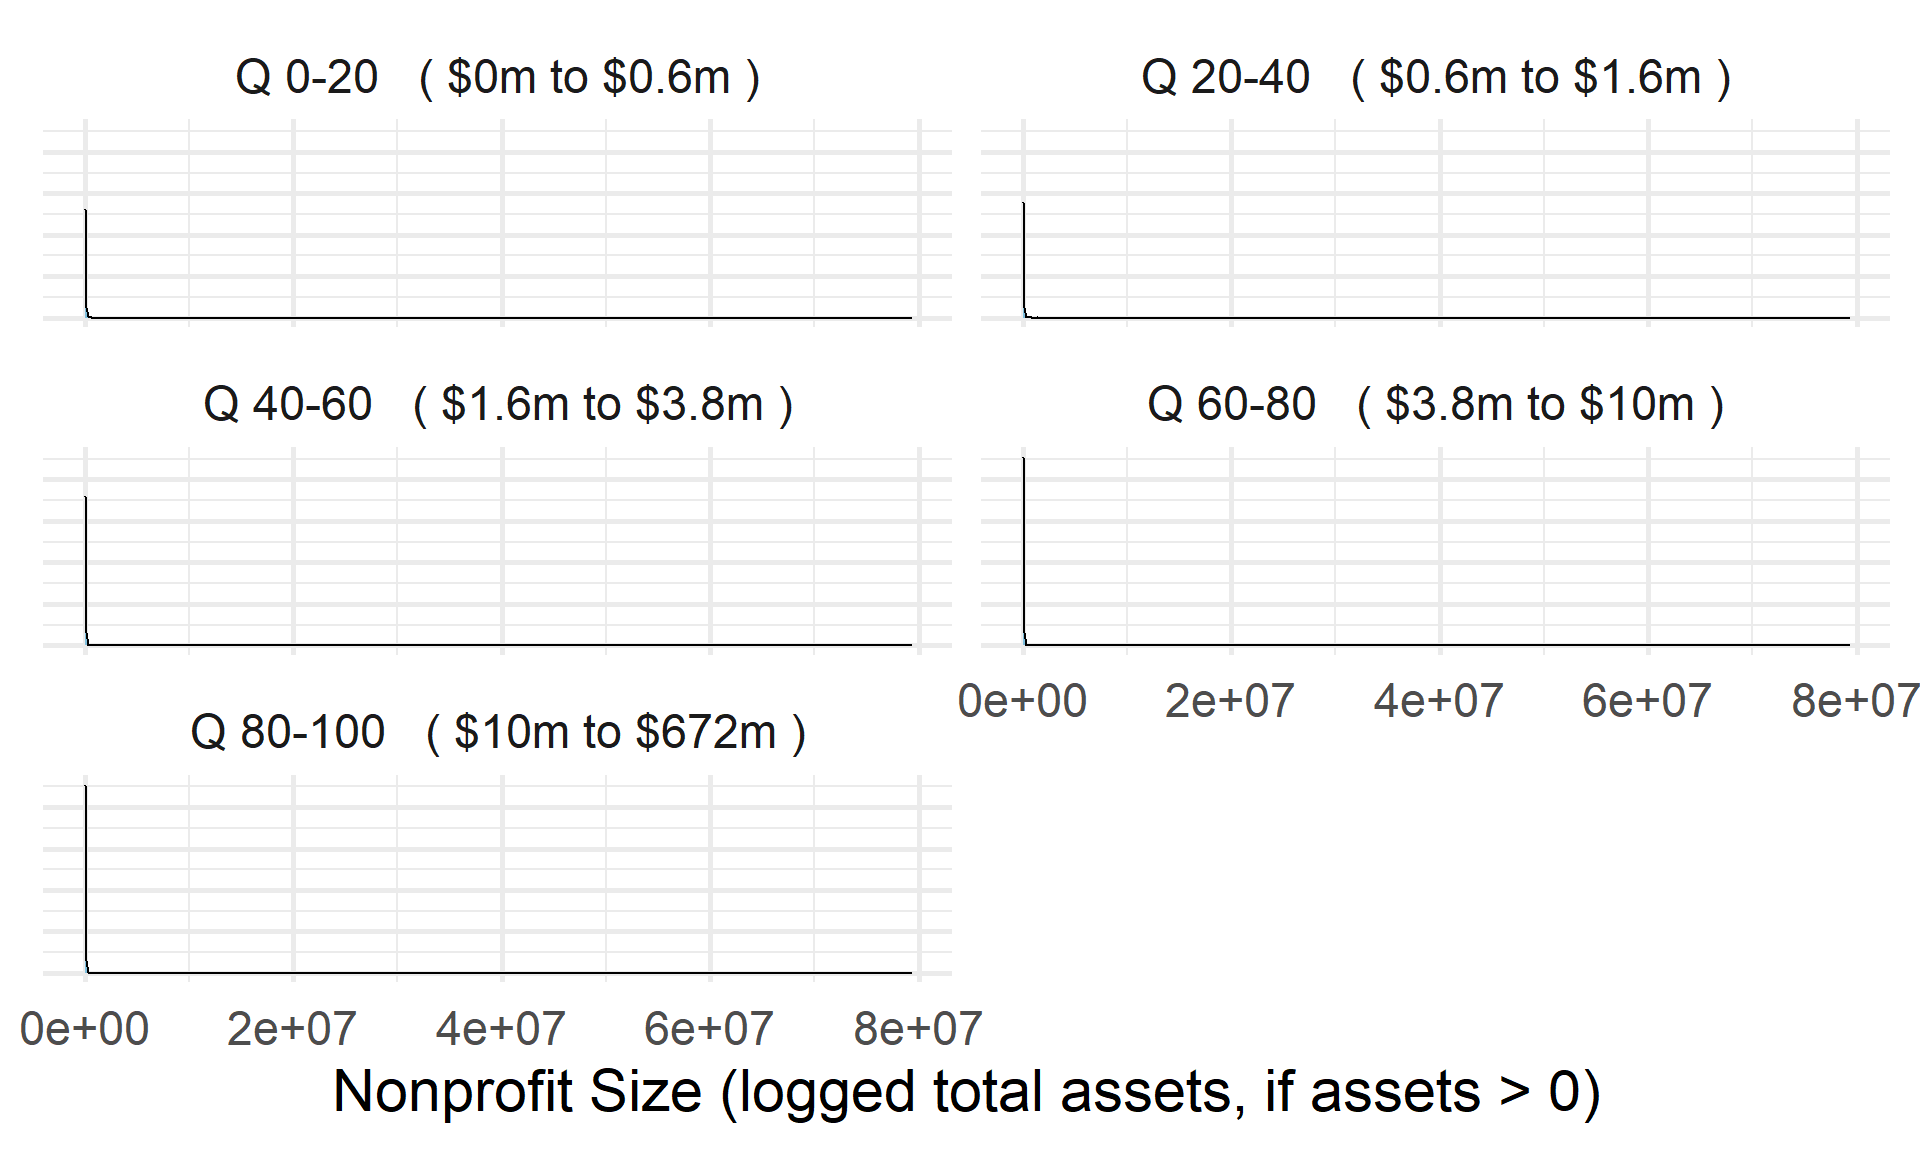 Q 0-20 ( $0m to $0.6m )
Q 20-40 ( $0.6m to $1.6m )
Q 40-60 ( $1.6m to $3.8m )
Q 60-80 ( $3.8m to $10m )
0e+00 2e+07 4e+07 6e+07 8e+07
Q 80-100 ( $10m to $672m )
0e+00 2e+07 4e+07 6e+07 8e+07
Nonprofit Size (logged total assets, if assets > 0)